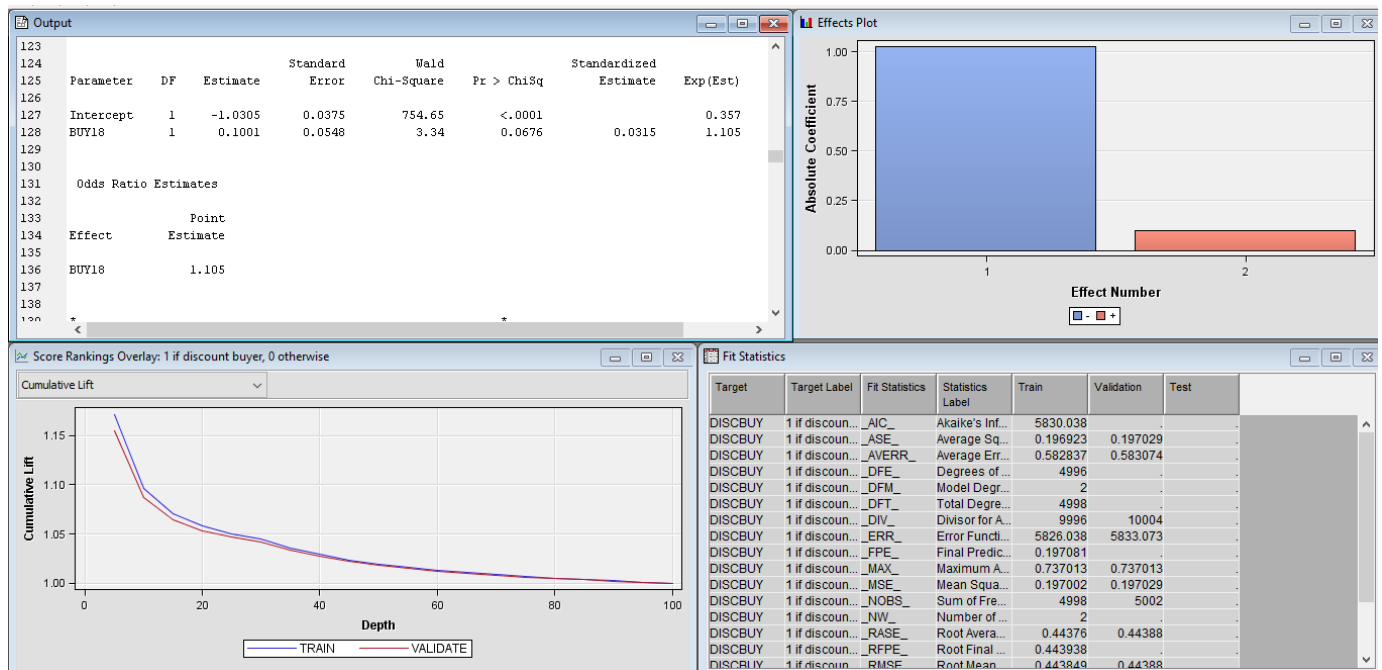 Output
123
124 Standard Wald Standardized
125 Parameter DF Estimate Error Chi-Square Pr > ChiSq Estimate Exp(Est)
126
127 Intercept 1 -1.0305 0.0375 754.65 <.0001 0.357
128 BUY18 1 0.1001 0.0548 3.34 0.0676 0.0315 1.105
129
130
131 Odds Ratio Estimates
132
133 Point
134 Effect Estimate
135
136 BUY18 1.105
137
138
139 * *
Effects Plot
Absolute Coefficient
1.00
0.75
0.50
0.25
0.00
1 2
Effect Number
- +
Score Rankings Overlay: 1 if discount buyer, 0 otherwise
Cumulative Lift
Cumulative Lift
1.15
1.10
1.05
1.00
0 20 40 60 80 100
Depth
TRAIN VALIDATE
Fit Statistics
Target Target Label Fit Statistics Statistics Label Train Validation Test
DISCBUY 1 if discoun... _AIC_ Akaike's Inf... 5830.038 . .
DISCBUY 1 if discoun... _ASE_ Average Sq... 0.196923 0.197029 .
DISCBUY 1 if discoun... _AVERR_ Average Err... 0.582837 0.583074 .
DISCBUY 1 if discoun... _DFE_ Degrees of ... 4996 . .
DISCBUY 1 if discoun... _DFM_ Model Degr... 2 . .
DISCBUY 1 if discoun... _DFT_ Total Degre... 4998 . .
DISCBUY 1 if discoun... _DIV_ Divisor for A... 9996 10004 .
DISCBUY 1 if discoun... _ERR_ Error Functi... 5826.038 5833.073 .
DISCBUY 1 if discoun... _FPE_ Final Predic... 0.197081 . .
DISCBUY 1 if discoun... _MAX_ Maximum A... 0.737013 0.737013 .
DISCBUY 1 if discoun... _MSE_ Mean Squa... 0.197002 0.197029 .
DISCBUY 1 if discoun... _NOBS_ Sum of Fre... 4998 5002 .
DISCBUY 1 if discoun... _NW_ Number of ... 2 . .
DISCBUY 1 if discoun... _RASE_ Root Avera... 0.44376 0.44388 .
DISCBUY 1 if discoun... _RFPE_ Root Final ... 0.443938 . .
DISCBUY 1 if discoun... _RMSE_ Root Mean ... 0.443849 0.44388 .